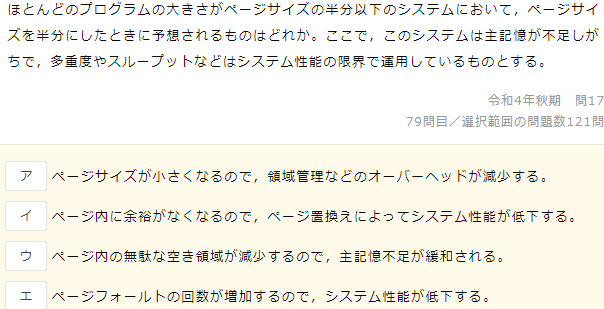 ほとんどのプログラムの大きさがページサイズの半分以下のシステムにおいて，ページサイ
ズを半分にしたときに予想されるものはどれか。ここで，このシステムは主記憶が不足しが
ちで，多重度やスループットなどはシステム性能の限界で運用しているものとする。
令和4年秋期　問17
79問目／選択範囲の問題数121問
ア ページサイズが小さくなるので，領域管理などのオーバーヘッドが減少する。
イ ページ内に余裕がなくなるので，ページ置換えによってシステム性能が低下する。
ウ ページ内の無駄な空き領域が減少するので，主記憶不足が緩和される。
エ ページフォールトの回数が増加するので，システム性能が低下する。